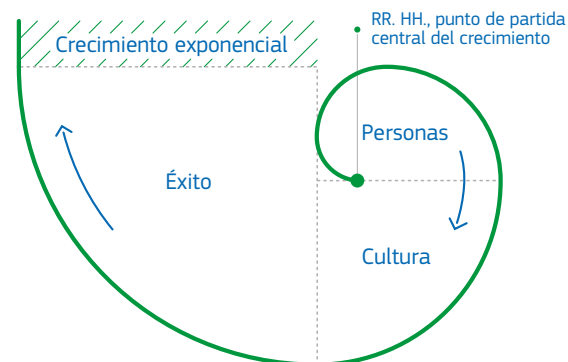 RR. HH., punto de partida
central del crecimiento
Crecimiento exponencial
Personas
Éxito
Cultura